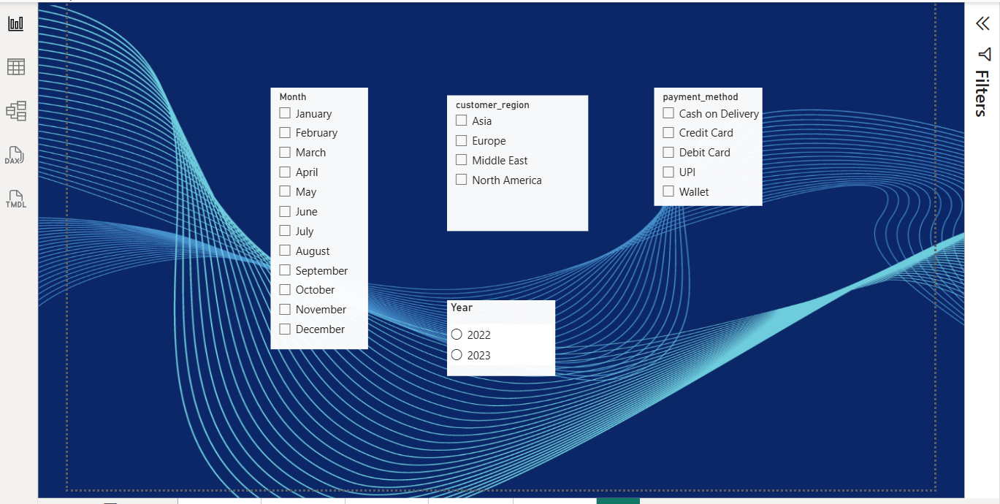 DAX
TMDL
Month
January
February
March
April
May
June
July
August
September
October
November
December
customer_region
Asia
Europe
Middle East
North America
payment_method
Cash on Delivery
Credit Card
Debit Card
UPI
Wallet
Year
2022
2023
Filters